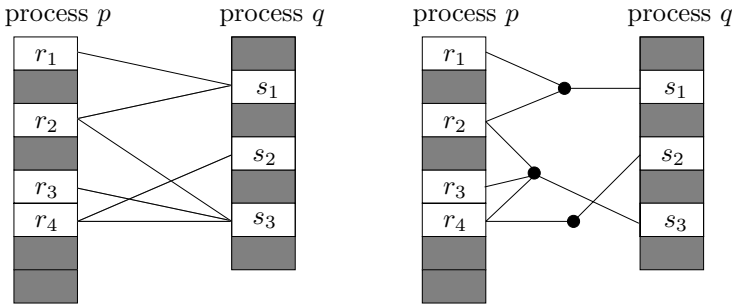 process p process q process p process q
r1 r1
s1 s1
r2 r2
s2 s2
r3 r3
r4 s3 r4 s3